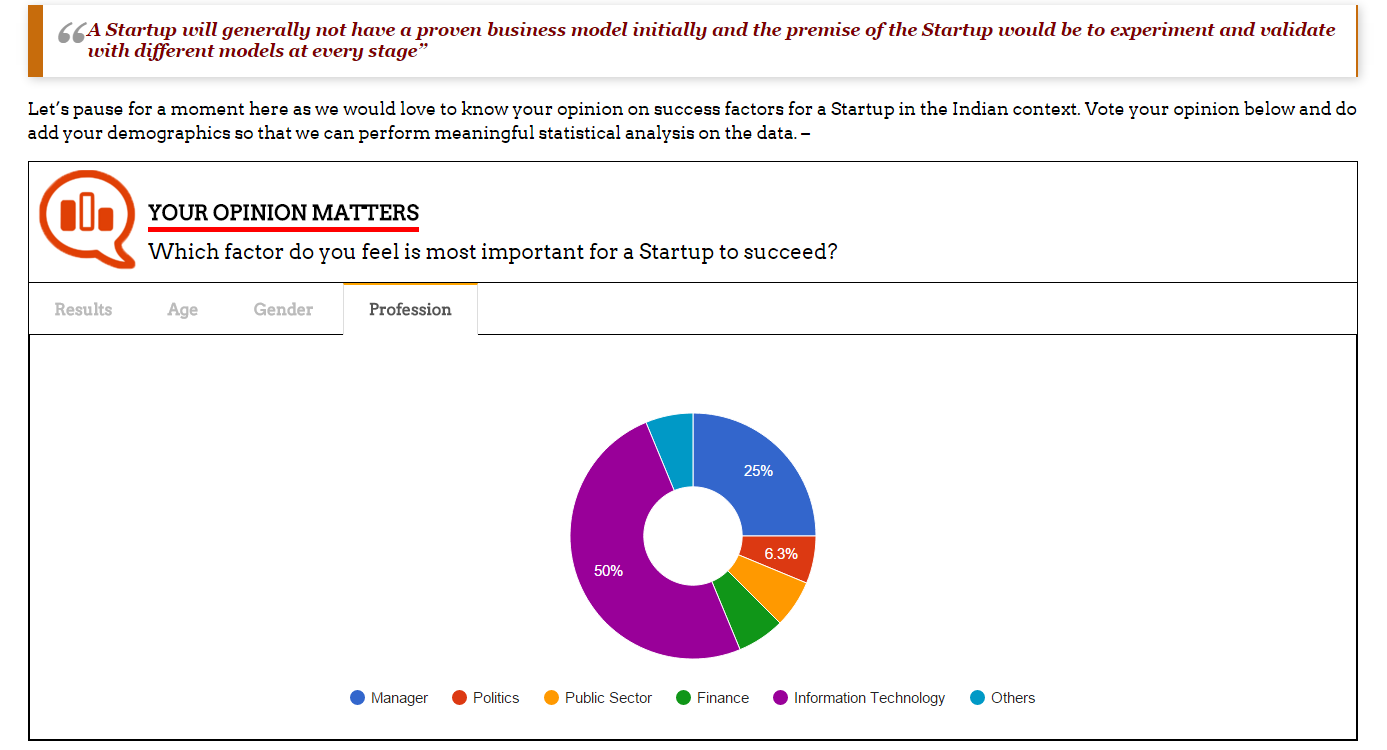 “A Startup will generally not have a proven business model initially and the premise of the Startup would be to experiment and validate
with different models at every stage”
Let’s pause for a moment here as we would love to know your opinion on success factors for a Startup in the Indian context. Vote your opinion below and do
add your demographics so that we can perform meaningful statistical analysis on the data. –
YOUR OPINION MATTERS
Which factor do you feel is most important for a Startup to succeed?
Results Age Gender Profession
25%
6.3%
50%
Manager Politics Public Sector Finance Information Technology Others